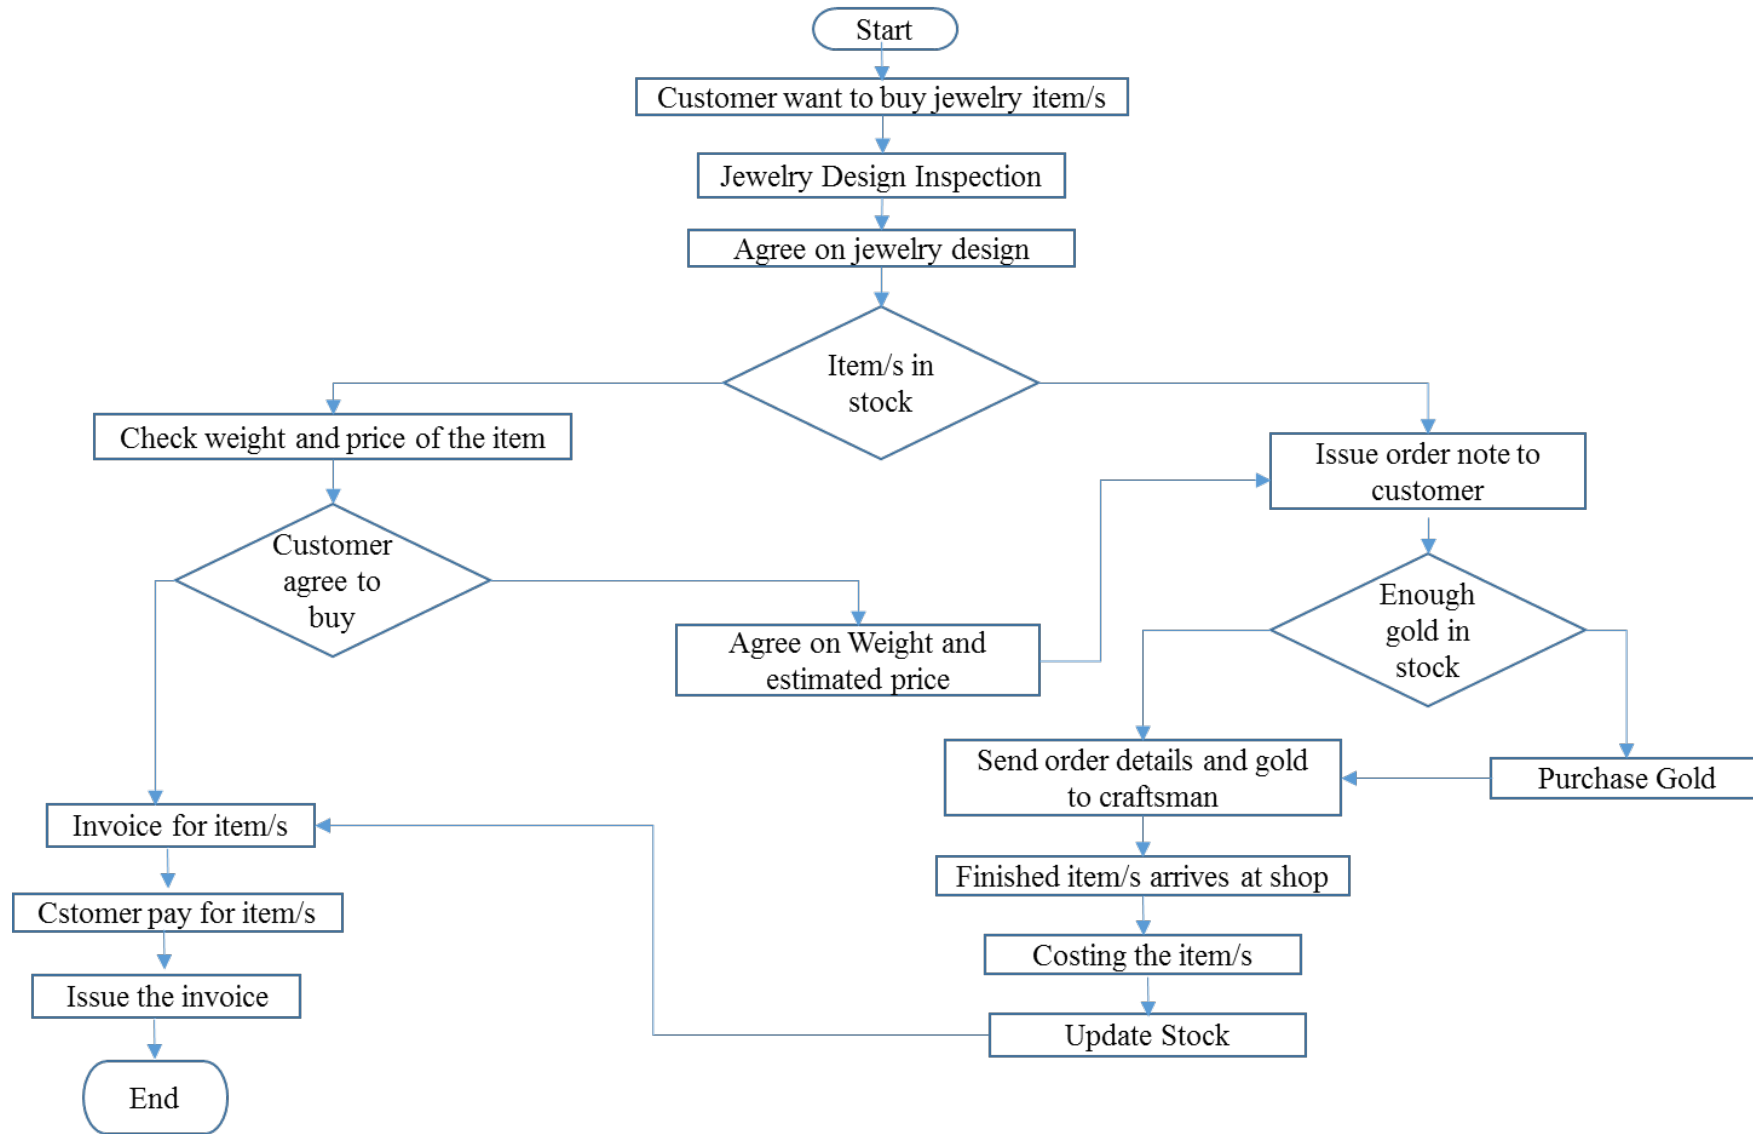 Start
Customer want to buy jewelry item/s
Jewelry Design Inspection
Agree on jewelry design
Item/s in
stock
Check weight and price of the item
Issue order note to
customer
Customer
agree to
buy
Enough
gold in
stock
Agree on Weight and
estimated price
Send order details and gold
to craftsman
Purchase Gold
Invoice for item/s
Finished item/s arrives at shop
Cstomer pay for item/s
Costing the item/s
Issue the invoice
Update Stock
End